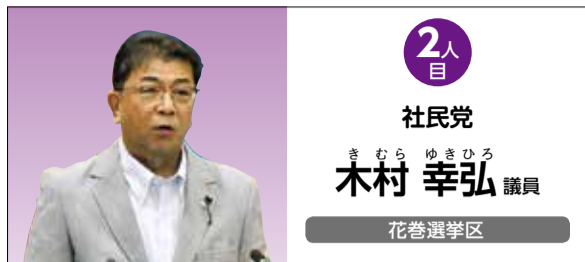 2人目
社民党
きむら ゆきひろ
木村 幸弘 議員
花巻選挙区